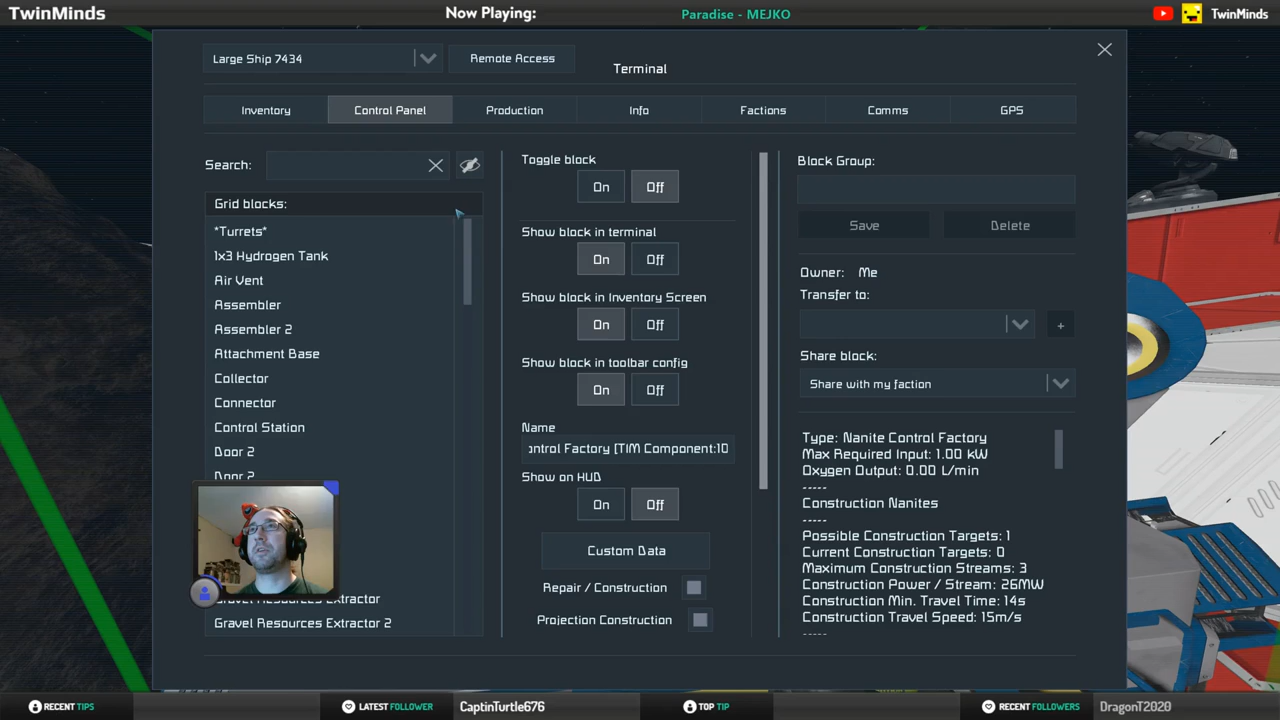 TwinMinds
Now Playing:
Paradise - MEJKO
TwinMinds
Large Ship 7434
Remote Access
Terminal
Inventory
Control Panel
Production
Info
Factions
Comms
GPS
Search:
Grid blocks:
*Turrets*
1x3 Hydrogen Tank
Air Vent
Assembler
Assembler 2
Attachment Base
Collector
Connector
Control Station
Door 2
Door 2
Gravel Resources Extractor
Gravel Resources Extractor 2
Toggle block
On
Off
Show block in terminal
On
Off
Show block in Inventory Screen
On
Off
Show block in toolbar config
On
Off
Name
ontrol Factory [TIM Component:10
Show on HUD
On
Off
Custom Data
Repair / Construction
Projection Construction
Block Group:
Save
Delete
Owner: Me
Transfer to:
+
Share block:
Share with my faction
Type: Nanite Control Factory
Max Required Input: 1.00 kW
Oxygen Output: 0.00 L/min
-----
Construction Nanites
-----
Possible Construction Targets: 1
Current Construction Targets: 0
Maximum Construction Streams: 3
Construction Power / Stream: 26MW
Construction Min. Travel Time: 14s
Construction Travel Speed: 15m/s
-----
RECENT TIPS
LATEST FOLLOWER
CaptinTurtle676
TOP TIP
RECENT FOLLOWERS
DragonT2020